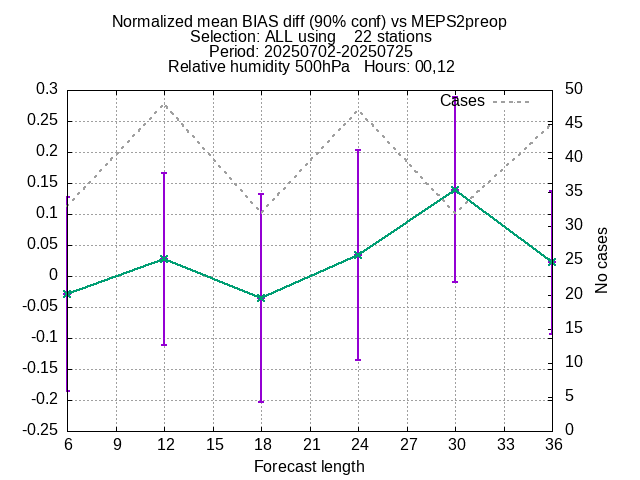 Normalized mean BIAS diff (90% conf) vs MEPS2preop
Selection: ALL using    22 stations
Period: 20250702-20250725
Relative humidity 500hPa   Hours: 00,12
Cases
0.3
0.25
0.2
0.15
0.1
0.05
0
-0.05
-0.1
-0.15
-0.2
-0.25
50
45
40
35
30
25
20
15
10
5
0
No cases
6 9 12 15 18 21 24 27 30 33 36
Forecast length